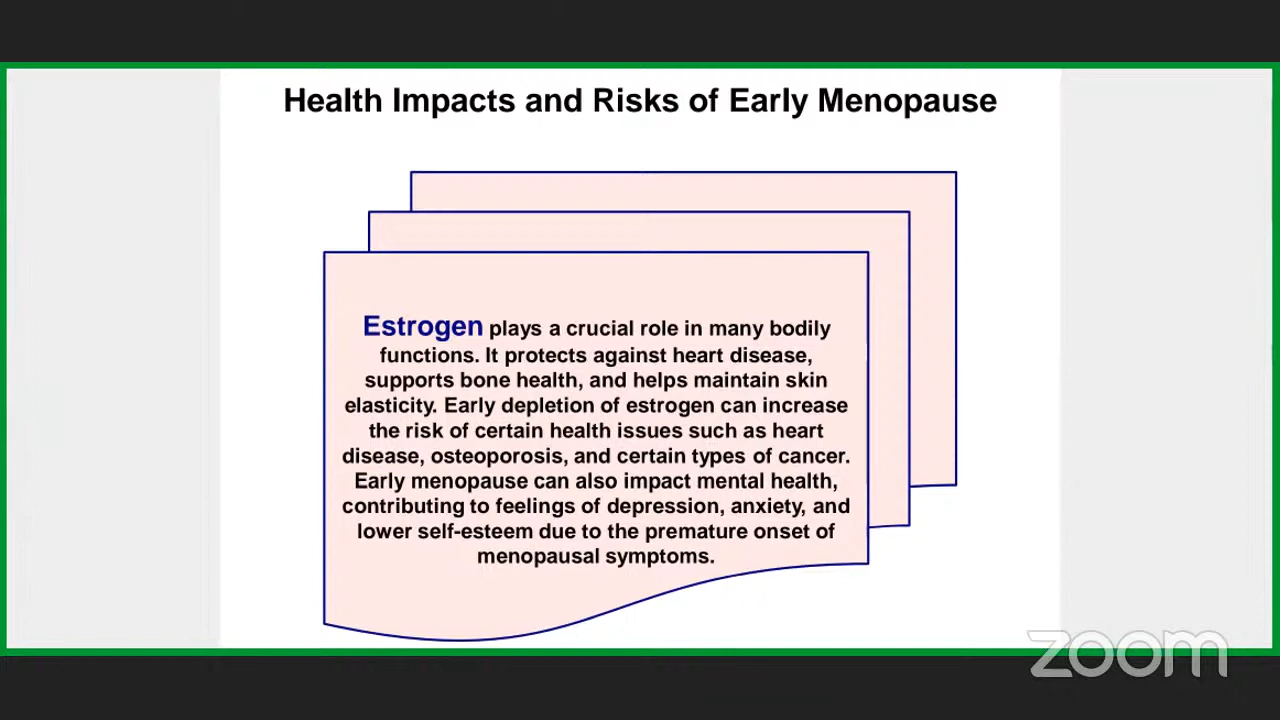 Health Impacts and Risks of Early Menopause
Estrogen plays a crucial role in many bodily
functions. It protects against heart disease,
supports bone health, and helps maintain skin
elasticity. Early depletion of estrogen can increase
the risk of certain health issues such as heart
disease, osteoporosis, and certain types of cancer.
Early menopause can also impact mental health,
contributing to feelings of depression, anxiety, and
lower self-esteem due to the premature onset of
menopausal symptoms.
zoom